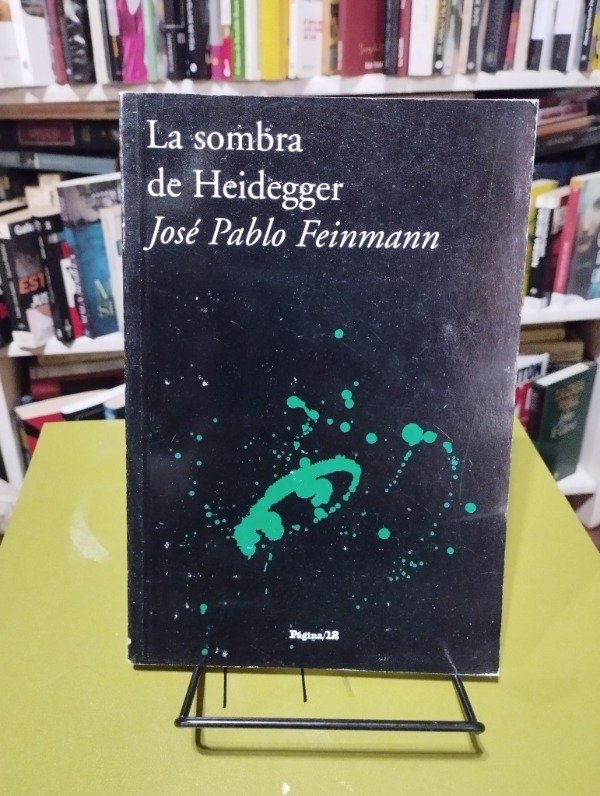 La sombra
de Heidegger
José Pablo Feinmann
Página/12